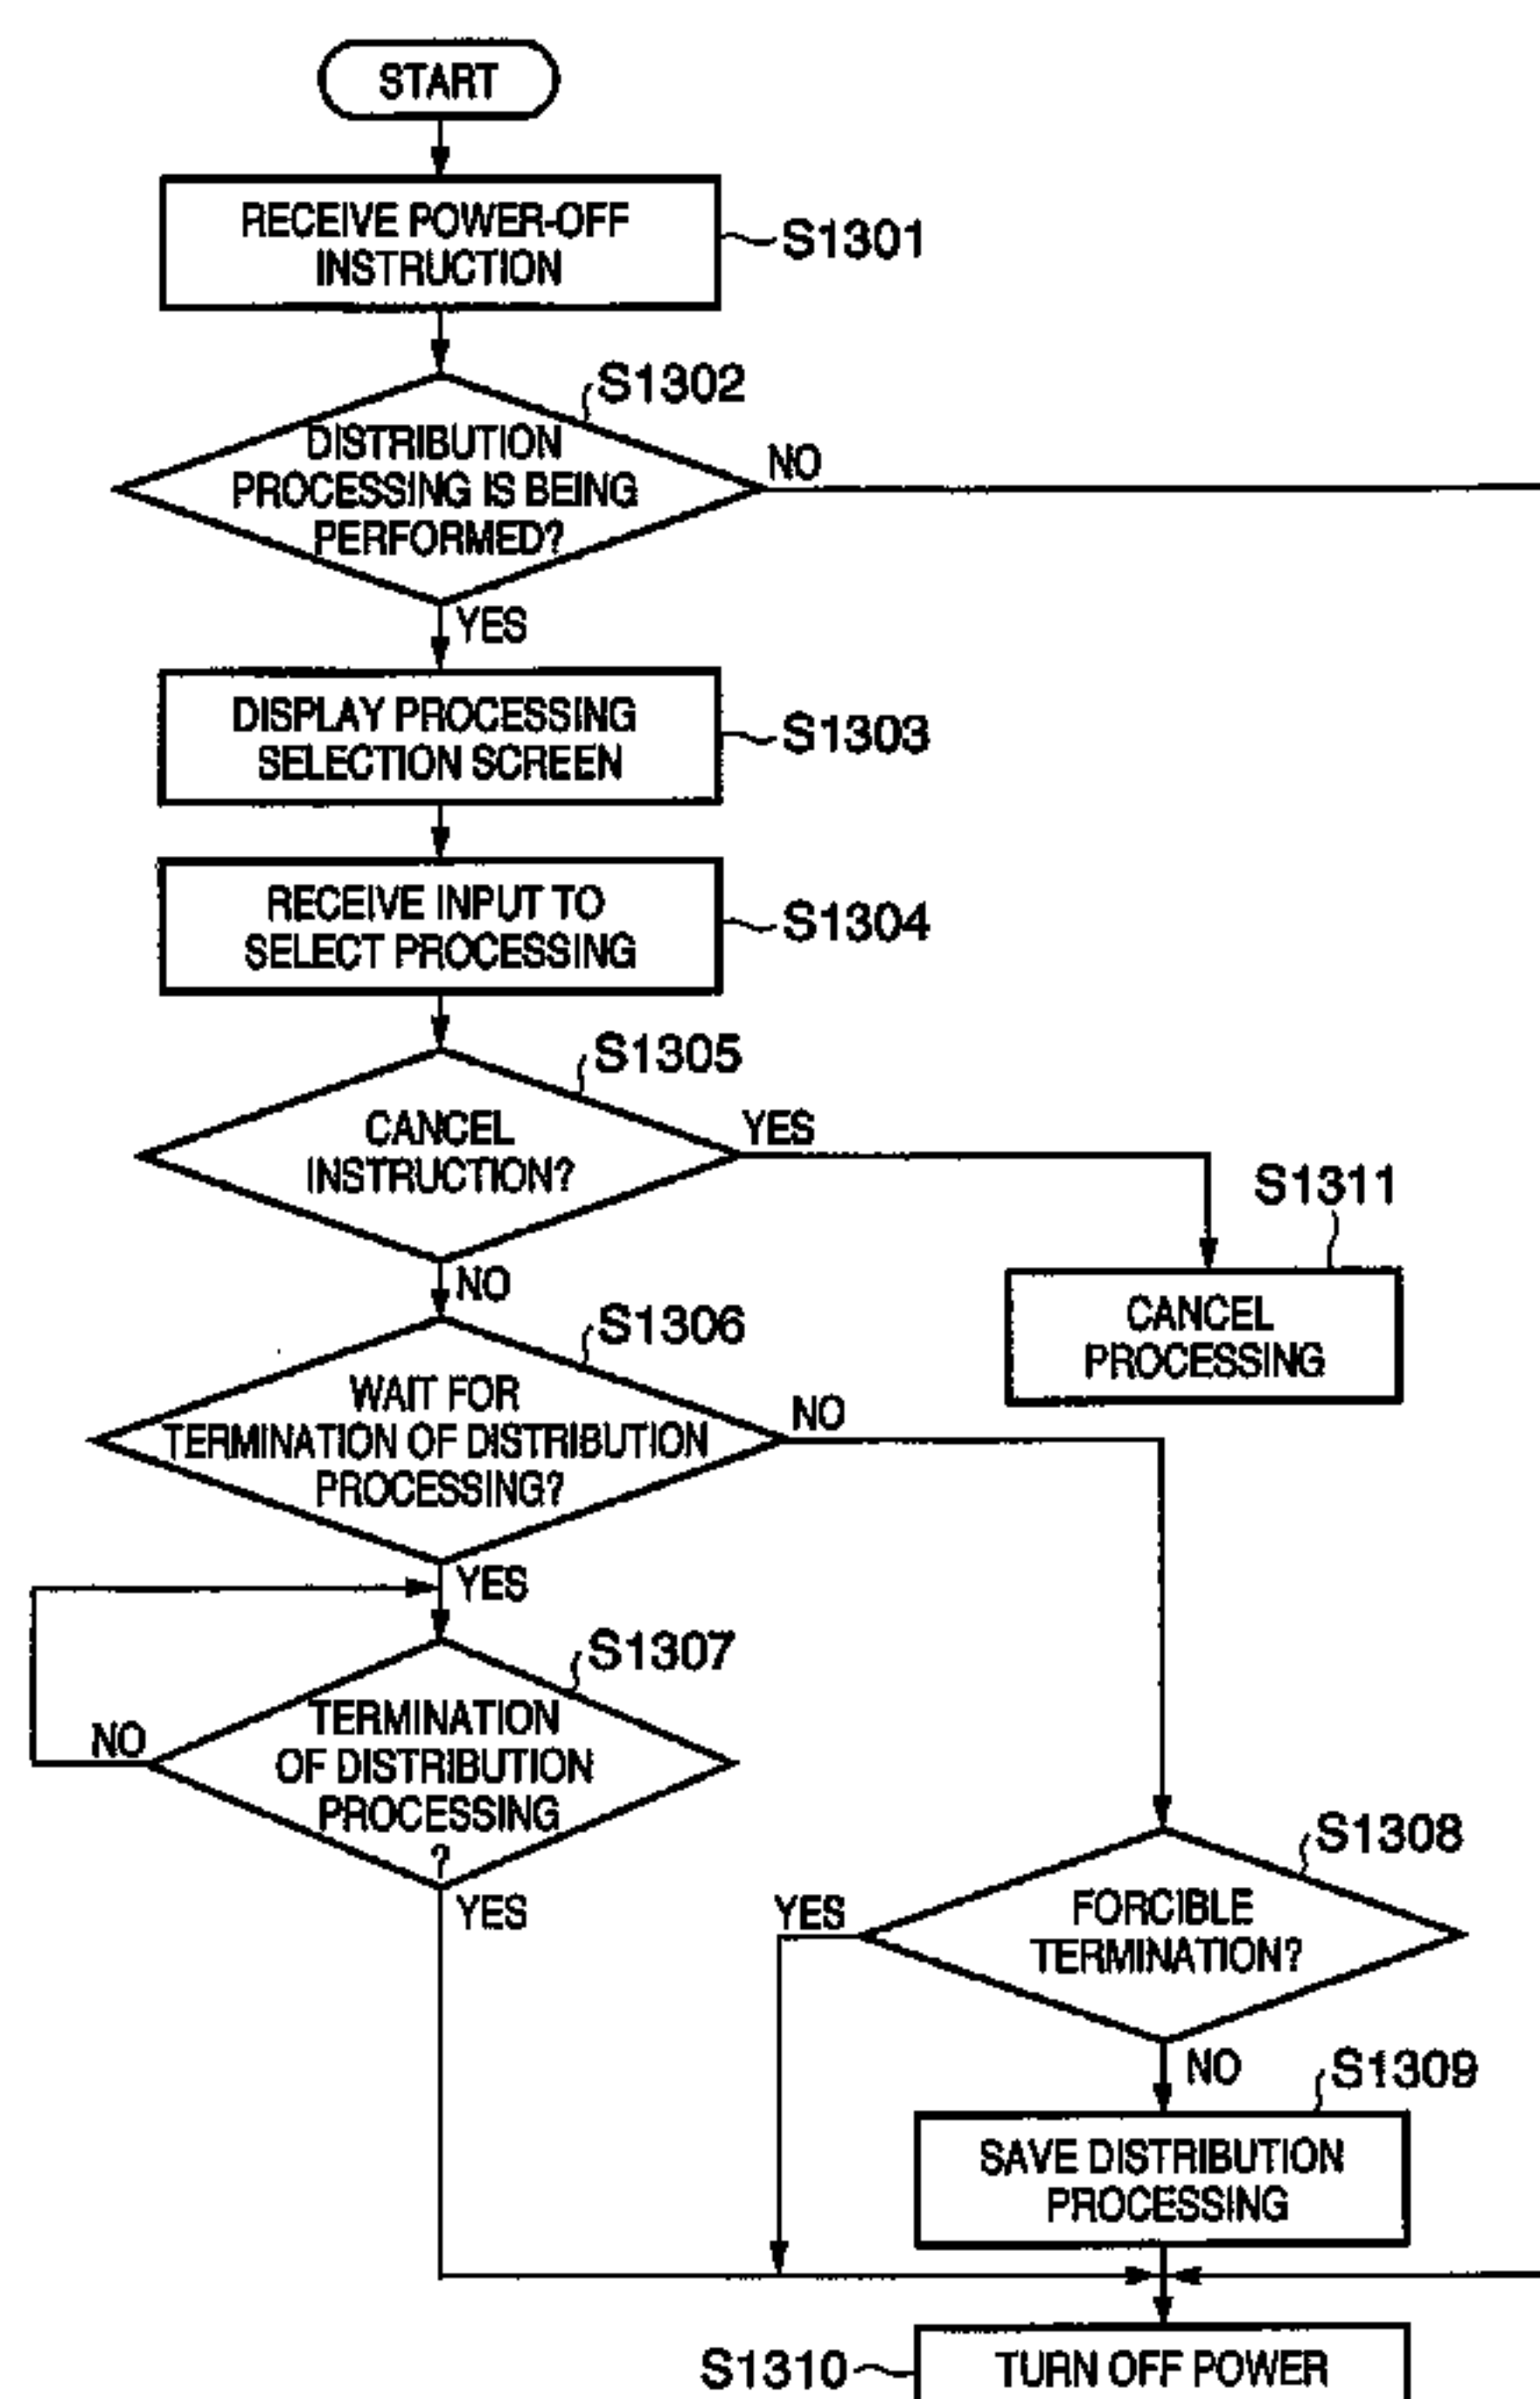 START
RECEIVE POWER-OFF
INSTRUCTION
S1301
S1302
DISTRIBUTION
PROCESSING IS BEING
PERFORMED?
NO
YES
DISPLAY PROCESSING
SELECTION SCREEN
S1303
RECEIVE INPUT TO
SELECT PROCESSING
S1304
S1305
CANCEL
INSTRUCTION?
YES
S1311
CANCEL
PROCESSING
NO
S1306
WAIT FOR
TERMINATION OF DISTRIBUTION
PROCESSING?
NO
YES
S1307
TERMINATION
OF DISTRIBUTION
PROCESSING
?
NO
YES
S1308
FORCIBLE
TERMINATION?
YES
NO
S1309
SAVE DISTRIBUTION
PROCESSING
S1310
TURN OFF POWER